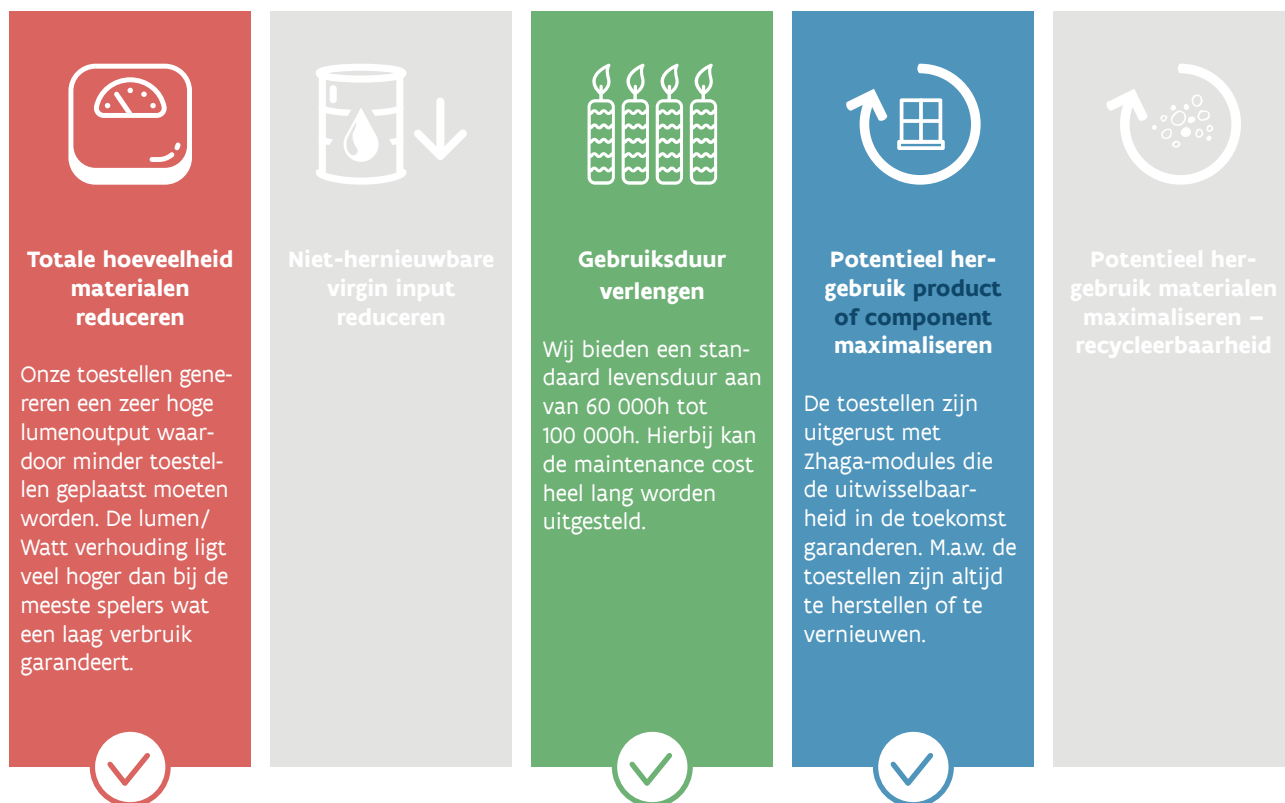 Totale hoeveelheid
materialen
reduceren
Onze toestellen gene-
reren een zeer hoge
lumenoutput waar-
door minder toestel-
len geplaatst moeten
worden. De lumen/
Watt verhouding ligt
veel hoger dan bij de
meeste spelers wat
een laag verbruik
garandeert.
Niet-hernieuwbare
virgin input
reduceren
Gebruiksduur
verlengen
Wij bieden een stan-
daard levensduur aan
van 60 000h tot
100 000h. Hierbij kan
de maintenance cost
heel lang worden
uitgesteld.
Potentieel her-
gebruik product
of component
maximaliseren
De toestellen zijn
uitgerust met
Zhaga-modules die
de uitwisselbaar-
heid in de toekomst
garanderen. M.a.w. de
toestellen zijn altijd
te herstellen of te
vernieuwen.
Potentieel her-
gebruik materialen
maximaliseren –
recycleerbaarheid